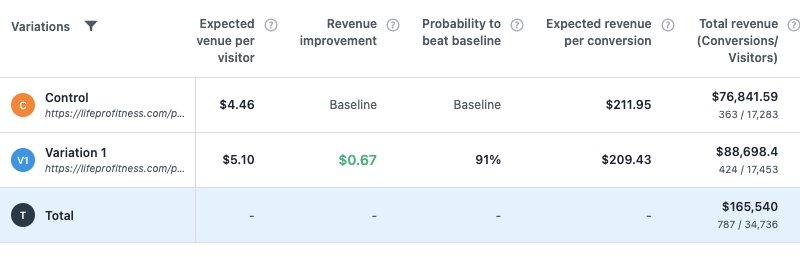 Variations
Expected
venue per
visitor
?
Revenue
improvement
?
Probability to
beat baseline
?
Expected revenue
per conversion
?
Total revenue
(Conversions/
Visitors)
?
C
Control
https://lifeprofitness.com/p...
$4.46
Baseline
Baseline
$211.95
$76,841.59
363 / 17,283
V1
Variation 1
https://lifeprofitness.com/p...
$5.10
$0.67
91%
$209.43
$88,698.4
424 / 17,453
T
Total
-
-
-
-
$165,540
787 / 34,736